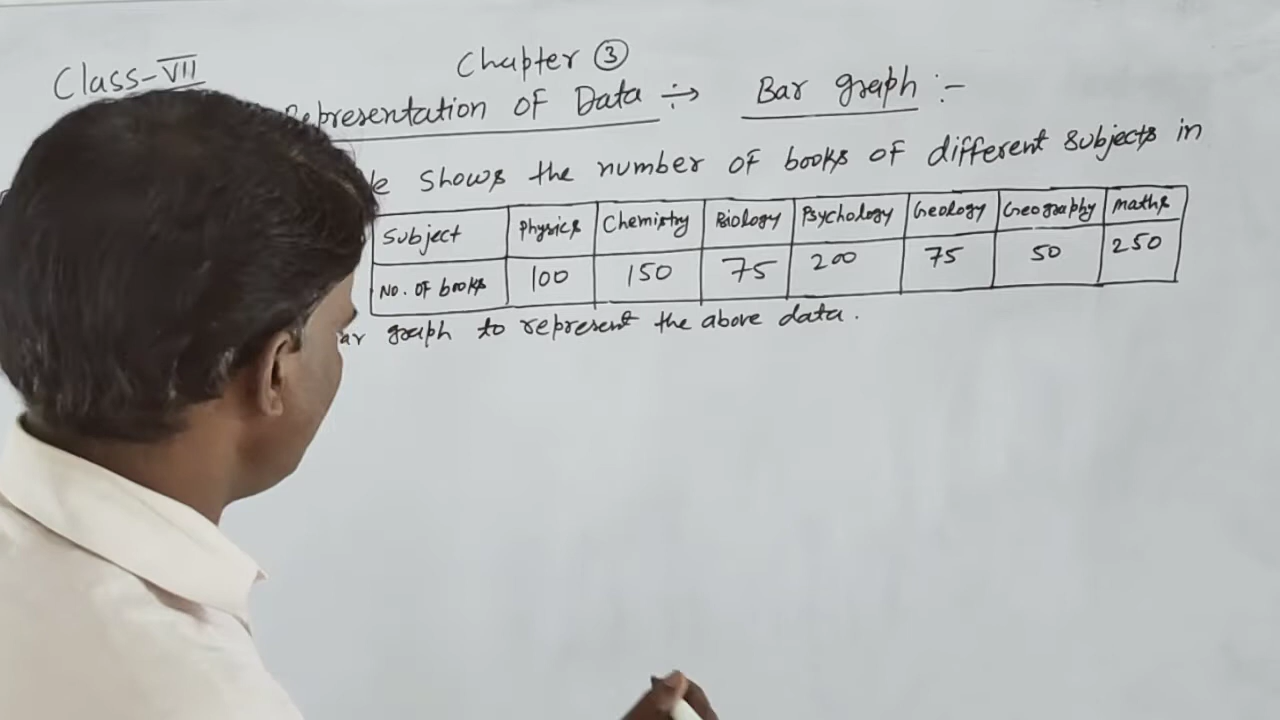 Class-VII
Chapter ③
Representation of Data ÷→ Bar graph :-
shows the number of books of different subjects in
Subject Physics Chemistry Biology Psychology Geology Geography maths
No. of books 100 150 75 200 75 50 250
graph to represent the above data.